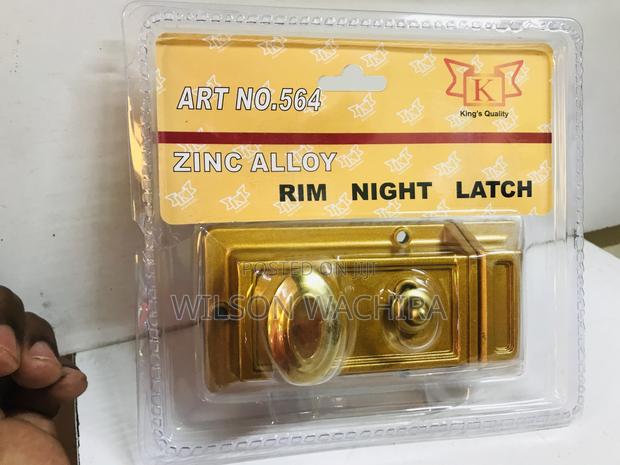 ART NO.564
K
King's Quality
ZINC ALLOY
RIM NIGHT LATCH
POSTED ON JIJI
WILSON WACHIRA